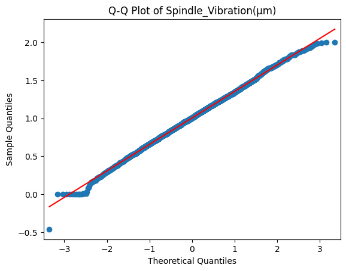 Q-Q Plot of Spindle_Vibration(μm)
Sample Quantiles
2.0
1.5
1.0
0.5
0.0
−0.5
−3 −2 −1 0 1 2 3
Theoretical Quantiles